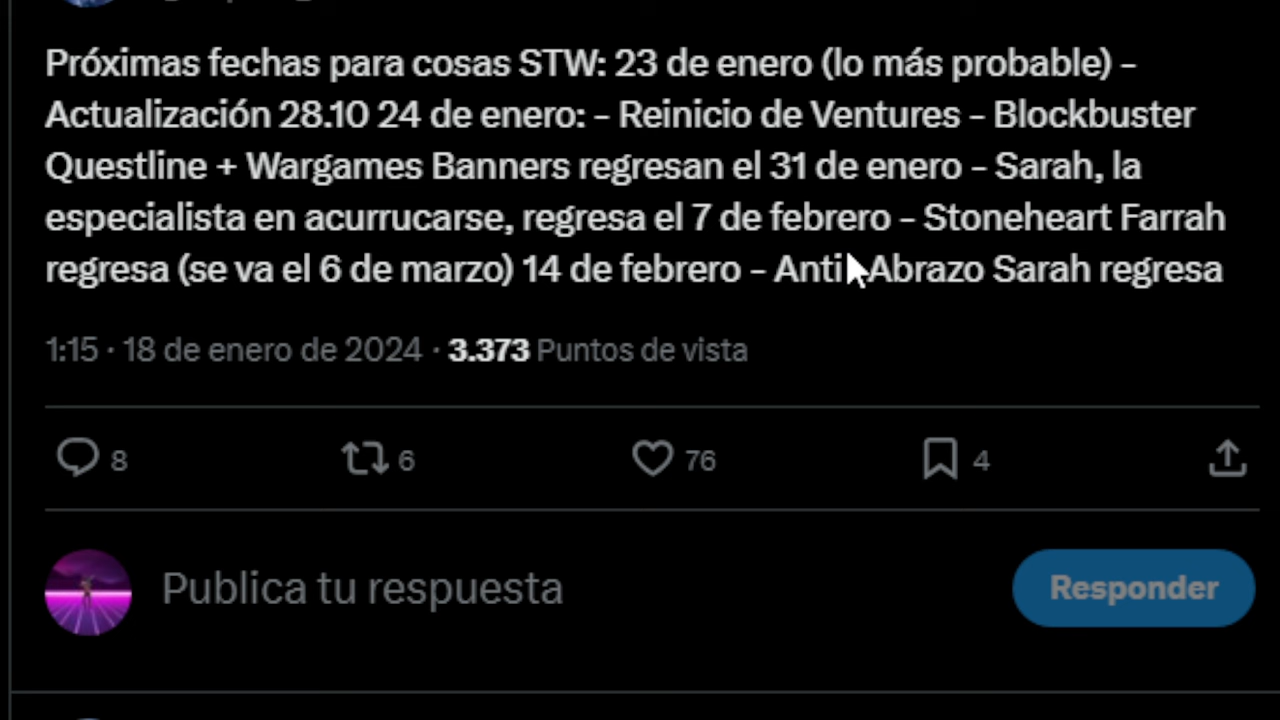 Próximas fechas para cosas STW: 23 de enero (lo más probable) –
Actualización 28.10 24 de enero: – Reinicio de Ventures – Blockbuster
Questline + Wargames Banners regresan el 31 de enero – Sarah, la
especialista en acurrucarse, regresa el 7 de febrero – Stoneheart Farrah
regresa (se va el 6 de marzo) 14 de febrero – Anti-Abrazo Sarah regresa
1:15 · 18 de enero de 2024 · 3.373 Puntos de vista
8 6 76 4
Publica tu respuesta Responder